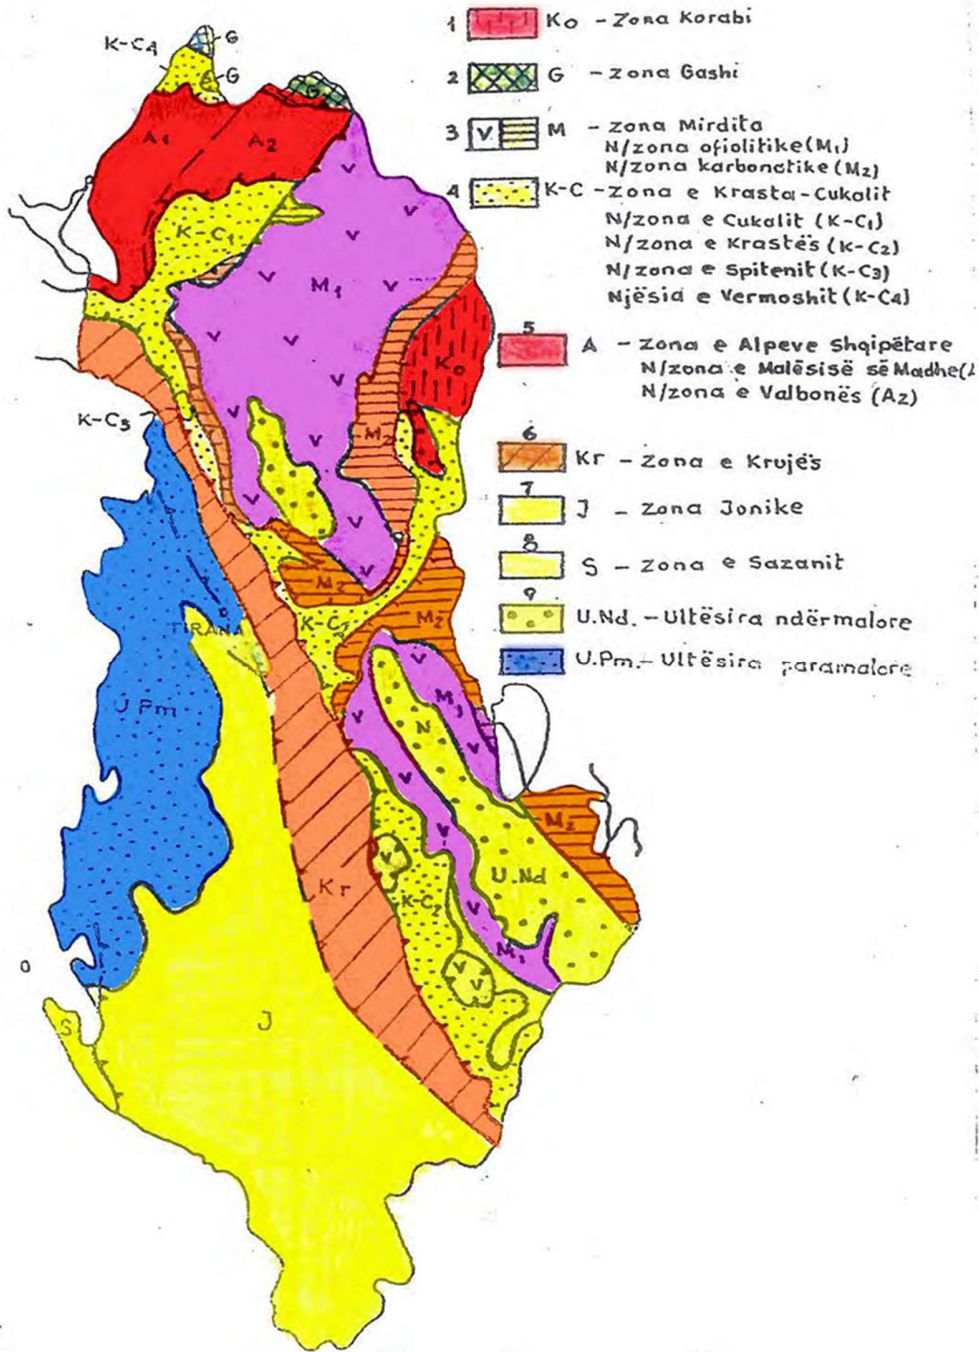 1 Ko - Zona Korabi
2 G - Zona Gashi
3 V M - Zona Mirdita
N/zona ofiolitike (M1)
N/zona karbonatike (M2)
4 K-C - Zona e Krasta-Cukalit
N/zona e Cukalit (K-C1)
N/zona e Krastës (K-C2)
N/zona e Spitenit (K-C3)
Njësia e Vermoshit (K-C4)
5 A - Zona e Alpeve Shqipëtare
N/zona e Malësisë së Madhe (
N/zona e Valbonës (A2)
6 Kr - Zona e Krujës
7 J - Zona Jonike
8 S - Zona e Sazanit
9 U.Nd. - Ultësira ndërmalore
U.Pm. - Ultësira paramalore
K-C4
G
G
G
A1
A2
K-C1
M1
Ko
K-C3
M2
M2
K-C2
M2
TIRANA
U.Pm
M1
N
M2
Kr
U.Nd
K-C2
M1
O
S
J